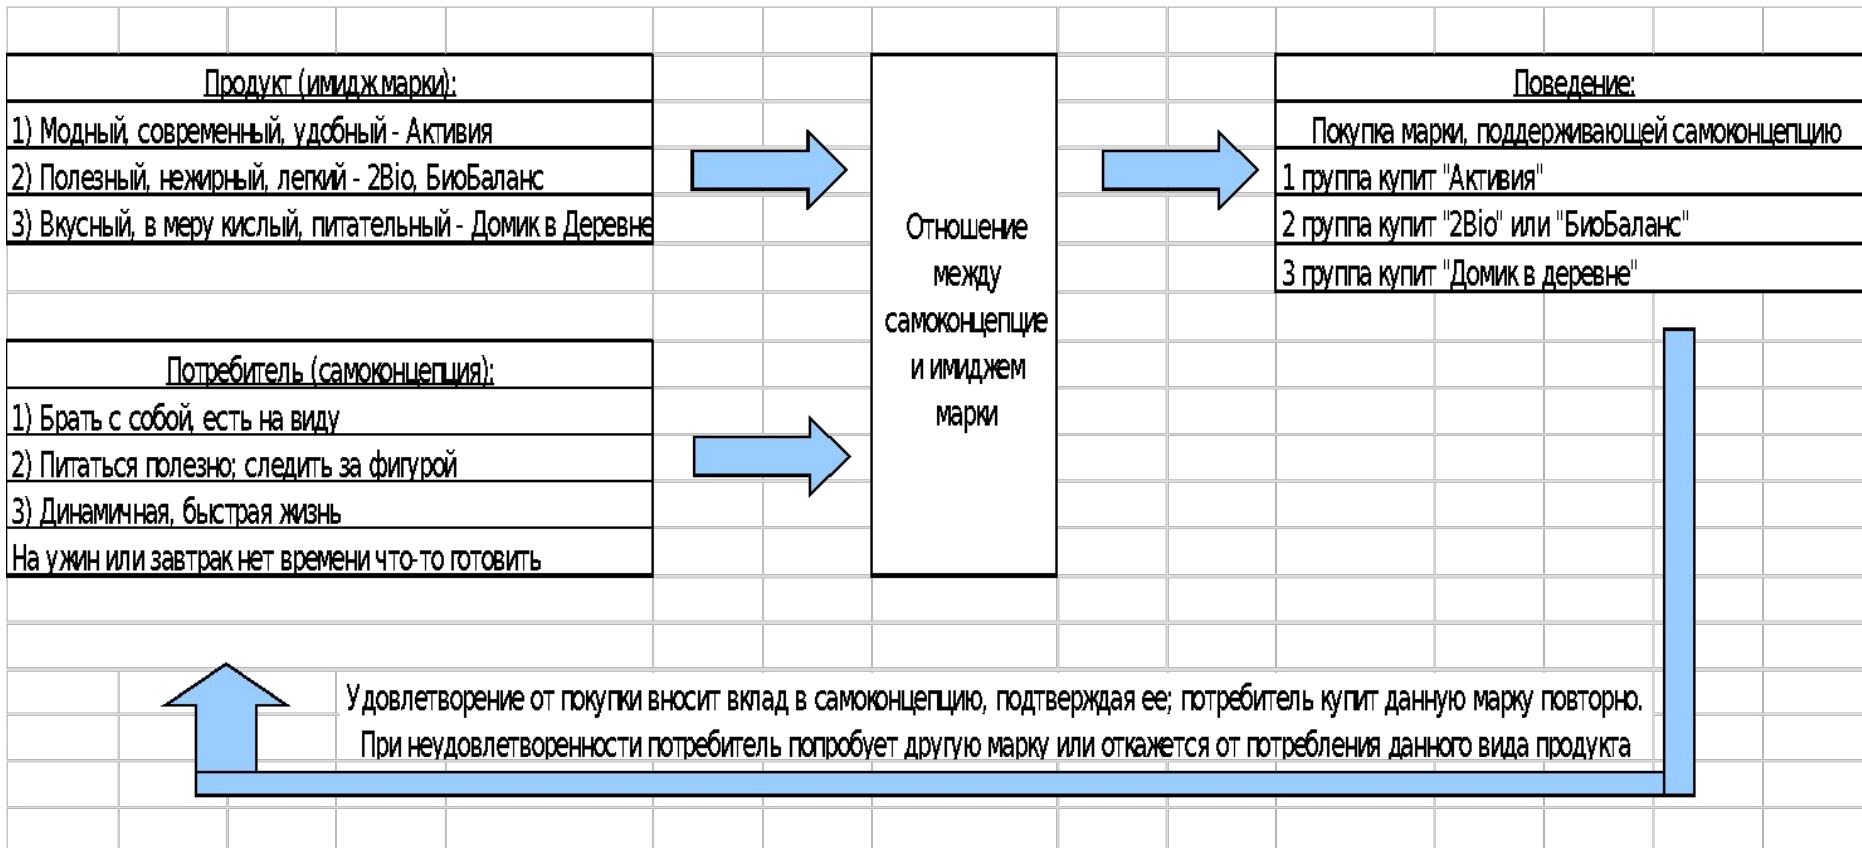 Продукт (имидж марки):
1) Модный, современный, удобный - Активия
2) Полезный, нежирный, легкий - 2Bio, БиоБаланс
3) Вкусный, в меру кислый, питательный - Домик в Деревне
Потребитель (самоконцепция):
1) Брать с собой, есть на виду
2) Питаться полезно; следить за фигурой
3) Динамичная, быстрая жизнь
На ужин или завтрак нет времени что-то готовить
Отношение
между
самоконцепцие
и имиджем
марки
Поведение:
Покупка марки, поддерживающей самоконцепцию
1 группа купит "Активия"
2 группа купит "2Bio" или "БиоБаланс"
3 группа купит "Домик в деревне"
Удовлетворение от покупки вносит вклад в самоконцепцию, подтверждая ее; потребитель купит данную марку повторно.
При неудовлетворенности потребитель попробует другую марку или откажется от потребления данного вида продукта